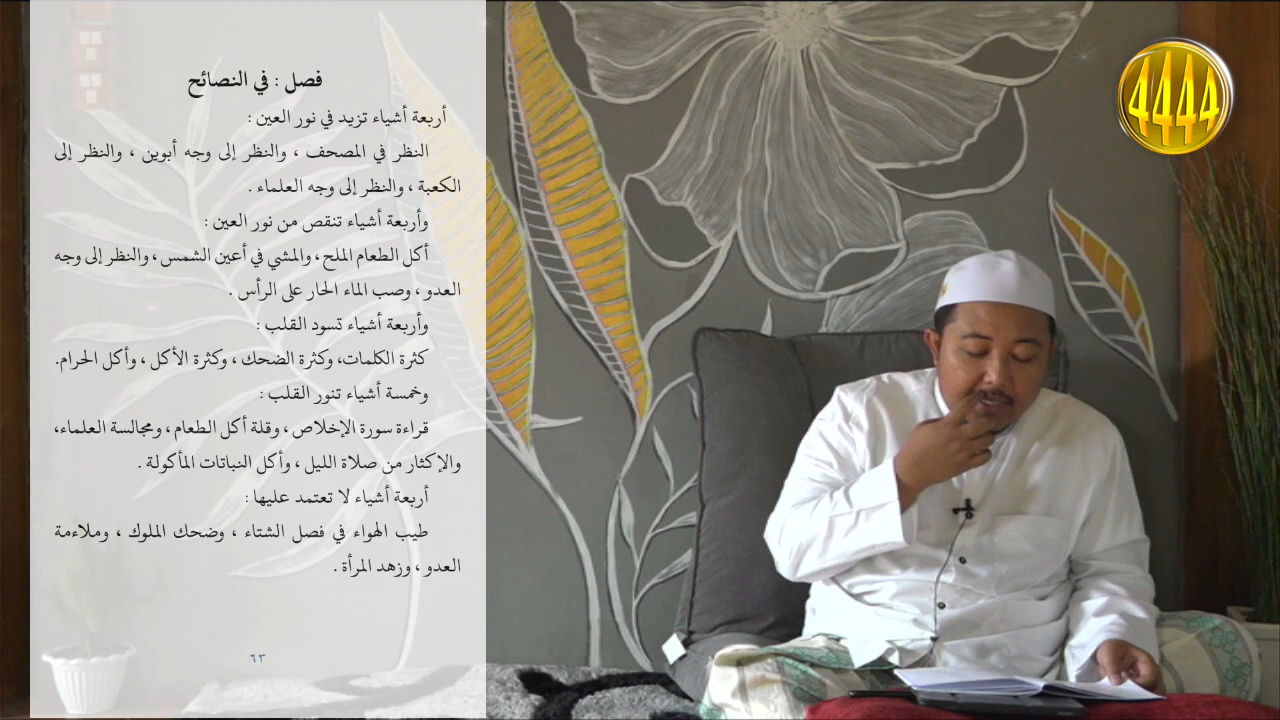 فصل : في النصائح
أربعة أشياء تزيد في نور العين :
النظر في المصحف ، والنظر إلى وجه أبوين ، والنظر إلى
الكعبة ، والنظر إلى وجه العلماء .
وأربعة أشياء تنقص من نور العين :
أكل الطعام الملح، والمشي في أعين الشمس، والنظر إلى وجه
العدو ، وصب الماء الحار على الرأس .
وأربعة أشياء تسود القلب :
كثرة الكلمات، وكثرة الضحك ، وكثرة الأكل ، وأكل الحرام.
وخمسة أشياء تنور القلب :
قراءة سورة الإخلاص ، وقلة أكل الطعام ، ومجالسة العلماء،
والإكثار من صلاة الليل ، وأكل النباتات المأكولة .
أربعة أشياء لا تعتمد عليها :
طيب الهواء في فصل الشتاء ، وضحك الملوك ، وملاءمة
العدو ، وزهد المرأة .
٦٣
4444